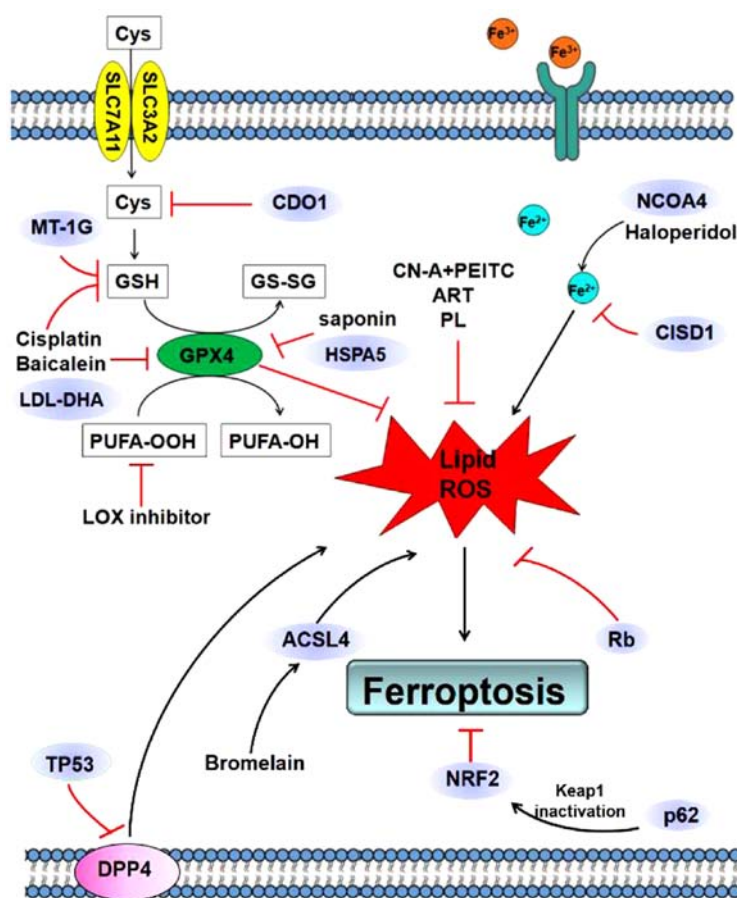 Cys
Fe3+
Fe3+
SLC7A11
SLC3A2
Cys
CDO1
NCOA4
MT-1G
Haloperidol
Fe2+
Fe2+
GSH
GS-SG
CN-A+PEITC
ART
PL
saponin
CISD1
Cisplatin
Baicalein
GPX4
HSPA5
LDL-DHA
PUFA-OOH
PUFA-OH
Lipid
ROS
LOX inhibitor
ACSL4
Rb
Ferroptosis
Bromelain
TP53
NRF2
Keap1
inactivation
p62
DPP4